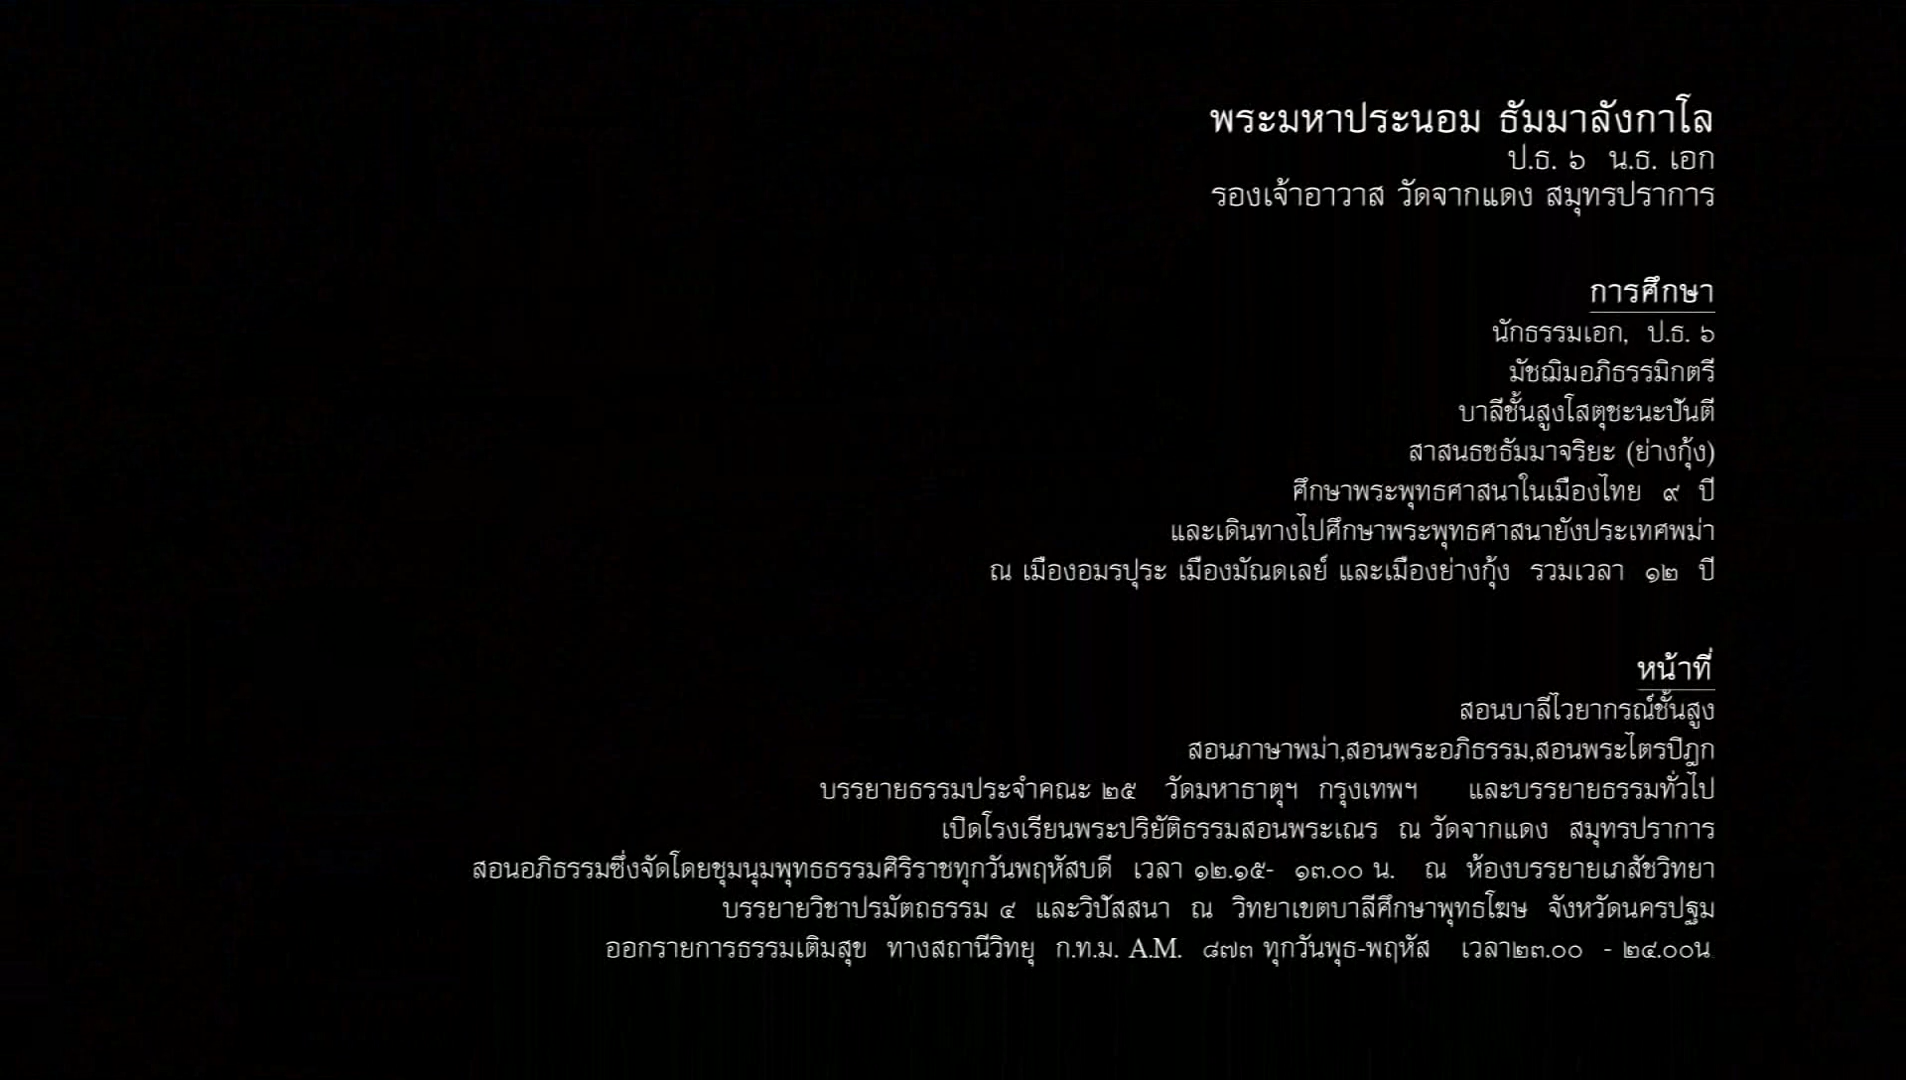 พระมหาประนอม ธัมมาลังกาโล
ป.ธ. ๖ น.ธ. เอก
รองเจ้าอาวาส วัดจากแดง สมุทรปราการ
การศึกษา
นักธรรมเอก, ป.ธ. ๖
มัชฌิมอภิธรรมิกตรี
บาลีชั้นสูงโสตุชะนะปันตี
สาสนธชธัมมาจริยะ (ย่างกุ้ง)
ศึกษาพระพุทธศาสนาในเมืองไทย ๙ ปี
และเดินทางไปศึกษาพระพุทธศาสนายังประเทศพม่า
ณ เมืองอมรปุระ เมืองมัณดเลย์ และเมืองย่างกุ้ง รวมเวลา ๑๒ ปี
หน้าที่
สอนบาลีไวยากรณ์ชั้นสูง
สอนภาษาพม่า,สอนพระอภิธรรม,สอนพระไตรปิฎก
บรรยายธรรมประจำคณะ ๒๕ วัดมหาธาตุฯ กรุงเทพฯ และบรรยายธรรมทั่วไป
เปิดโรงเรียนพระปริยัติธรรมสอนพระเณร ณ วัดจากแดง สมุทรปราการ
สอนอภิธรรมซึ่งจัดโดยชุมนุมพุทธธรรมศิริราชทุกวันพฤหัสบดี เวลา ๑๒.๑๕- ๑๓.๐๐ น. ณ ห้องบรรยายเภสัชวิทยา
บรรยายวิชาปรมัตถธรรม ๔ และวิปัสสนา ณ วิทยาเขตบาลีศึกษาพุทธโฆษ จังหวัดนครปฐม
ออกรายการธรรมเติมสุข ทางสถานีวิทยุ ก.ท.ม. A.M. ๘๗๓ ทุกวันพุธ-พฤหัส เวลา๒๓.๐๐ - ๒๔.๐๐น.